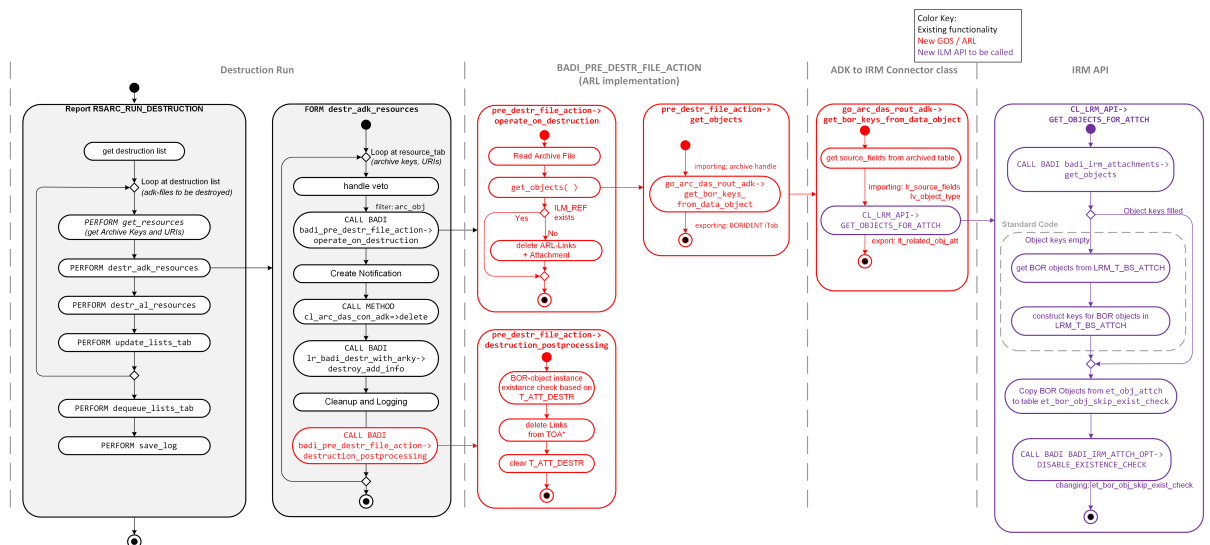 Color Key:
Existing functionality
New GOS / ARL
New ILM API to be called
Destruction Run
BADI_PRE_DESTR_FILE_ACTION
(ARL implementation)
ADK to IRM Connector class
IRM API
Report RSARC_RUN_DESTRUCTION
get destruction list
Loop at destruction list
(adk-files to be destroyed)
PERFORM get_resources
(get Archive Keys and URIs)
PERFORM destr_adk_resources
PERFORM destr_al_resources
PERFORM update_lists_tab
PERFORM dequeue_lists_tab
PERFORM save_log
FORM destr_adk_resources
Loop at resource_tab
(archive keys, URIs)
handle veto
filter: arc_obj
CALL BADI
badi_pre_destr_file_action->
operate_on_destruction
Create Notification
CALL METHOD
cl_arc_das_con_adk=>delete
CALL BADI
lr_badi_destr_with_arky->
destroy_add_info
Cleanup and Logging
CALL BADI
badi_pre_destr_file_action->
destruction_postprocessing
pre_destr_file_action->
operate_on_destruction
Read Archive File
get_objects( )
ILM_REF
exists
Yes
No
delete ARL-Links
+ Attachment
pre_destr_file_action->
destruction_postprocessing
BOR-object instance
existance check based on
T_ATT_DESTR
delete Links
from TOA*
clear T_ATT_DESTR
pre_destr_file_action->
get_objects
importing: archive handle
go_arc_das_rout_adk->
get_bor_keys_
from_data_object
exporting: BORIDENT iTab
go_arc_das_rout_adk->
get_bor_keys_from_data_object
get source_fields from archived table
importing: lr_source_fields
lv_object_type
CL_LRM_API->
GET_OBJECTS_FOR_ATTCH
export: lt_related_obj_att
CL_LRM_API->
GET_OBJECTS_FOR_ATTCH
CALL BADI badi_irm_attachments->
get_objects
Object keys filled
Standard Code
Object keys empty
get BOR objects from LRM_T_BS_ATTCH
construct keys for BOR objects in
LRM_T_BS_ATTCH
Copy BOR Objects from et_obj_attch
to table et_bor_obj_skip_exist_check
CALL BADI BADI_IRM_ATTCH_OPT->
DISABLE_EXISTENCE_CHECK
changing: et_bor_obj_skip_exist_check